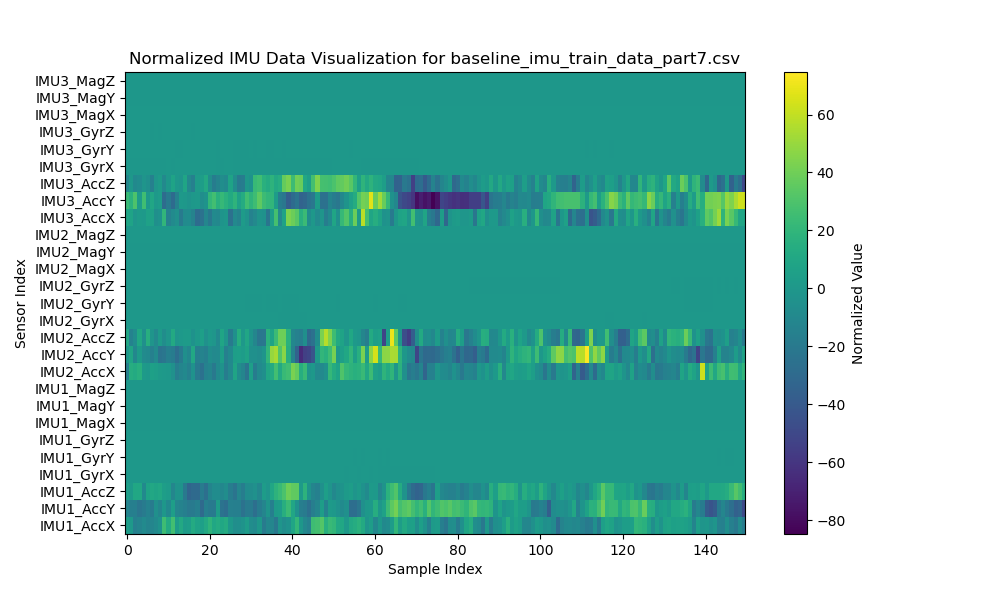 Normalized IMU Data Visualization for baseline_imu_train_data_part7.csv
Sensor Index
IMU3_MagZ
IMU3_MagY
IMU3_MagX
IMU3_GyrZ
IMU3_GyrY
IMU3_GyrX
IMU3_AccZ
IMU3_AccY
IMU3_AccX
IMU2_MagZ
IMU2_MagY
IMU2_MagX
IMU2_GyrZ
IMU2_GyrY
IMU2_GyrX
IMU2_AccZ
IMU2_AccY
IMU2_AccX
IMU1_MagZ
IMU1_MagY
IMU1_MagX
IMU1_GyrZ
IMU1_GyrY
IMU1_GyrX
IMU1_AccZ
IMU1_AccY
IMU1_AccX
0 20 40 60 80 100 120 140
Sample Index
60
40
20
0
−20
−40
−60
−80
Normalized Value